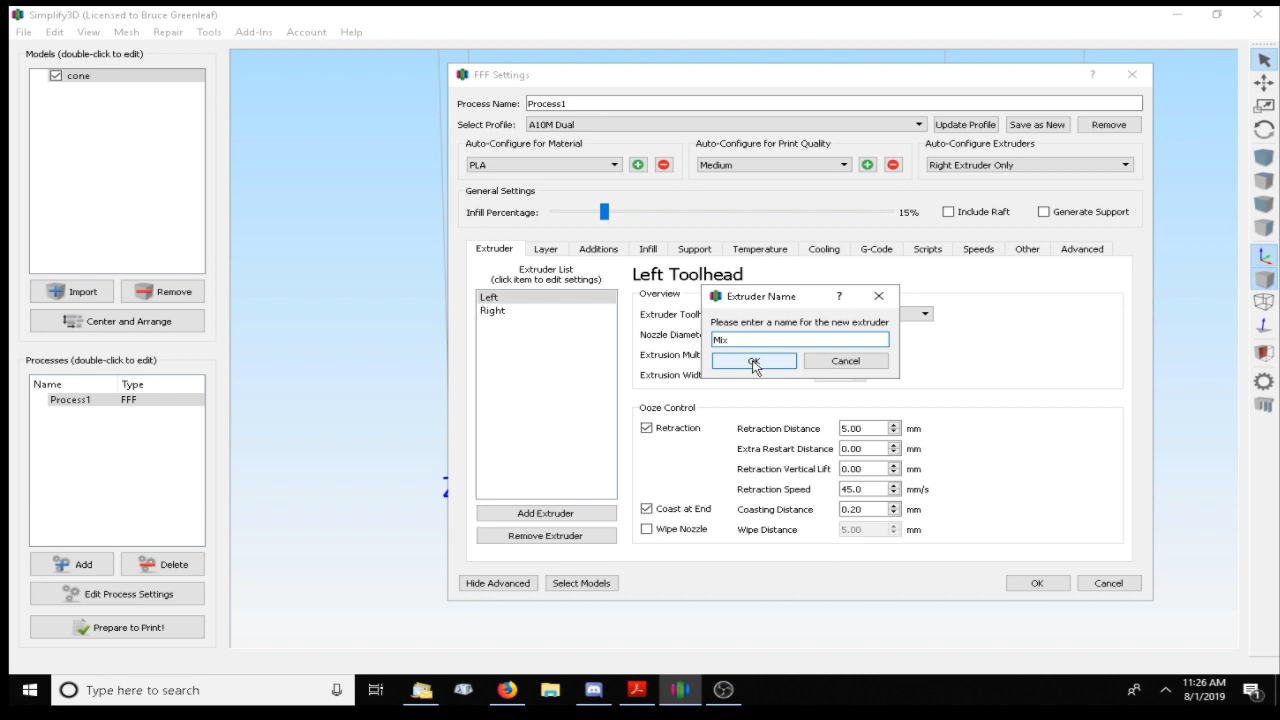 Simplify3D (Licensed to Bruce Greenleaf)
File Edit View Mesh Repair Tools Add-Ins Account Help
Models (double-click to edit)
cone
Import Remove
Center and Arrange
Processes (double-click to edit)
Name Type
Process1 FFF
Add Delete
Edit Process Settings
Prepare to Print!
FFF Settings
?
Process Name: Process1
Select Profile: A10M Dual Update Profile Save as New Remove
Auto-Configure for Material Auto-Configure for Print Quality Auto-Configure Extruders
PLA Medium Right Extruder Only
General Settings
Infill Percentage: 15% Include Raft Generate Support
Extruder Layer Additions Infill Support Temperature Cooling G-Code Scripts Speeds Other Advanced
Extruder List
(click item to edit settings)
Left
Right
Add Extruder
Remove Extruder
Left Toolhead
Overview
Extruder Toolh
Nozzle Diamete
Extrusion Mult
Extrusion Widt
Extruder Name ?
Please enter a name for the new extruder
Mix
OK Cancel
Ooze Control
Retraction Retraction Distance 5.00 mm
Extra Restart Distance 0.00 mm
Retraction Vertical Lift 0.00 mm
Retraction Speed 45.0 mm/s
Coast at End Coasting Distance 0.20 mm
Wipe Nozzle Wipe Distance 5.00 mm
Hide Advanced Select Models OK Cancel
Type here to search
11:26 AM
8/1/2019
1